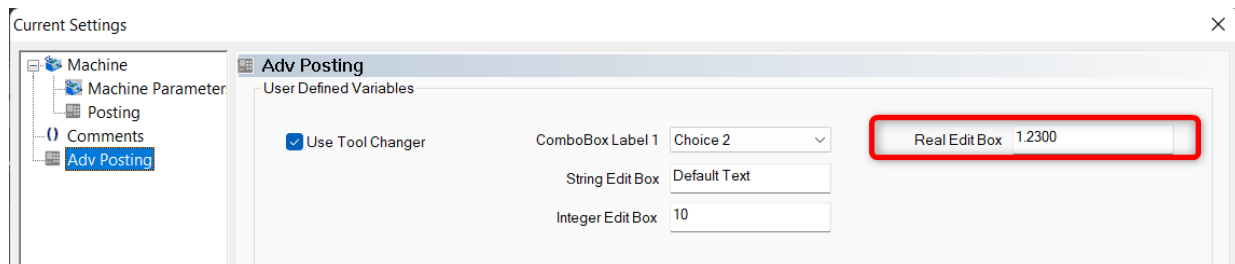 Current Settings
Machine
Machine Parameter
Posting
Comments
Adv Posting
Adv Posting
User Defined Variables
Use Tool Changer
ComboBox Label 1 Choice 2
Real Edit Box 1.2300
String Edit Box Default Text
Integer Edit Box 10